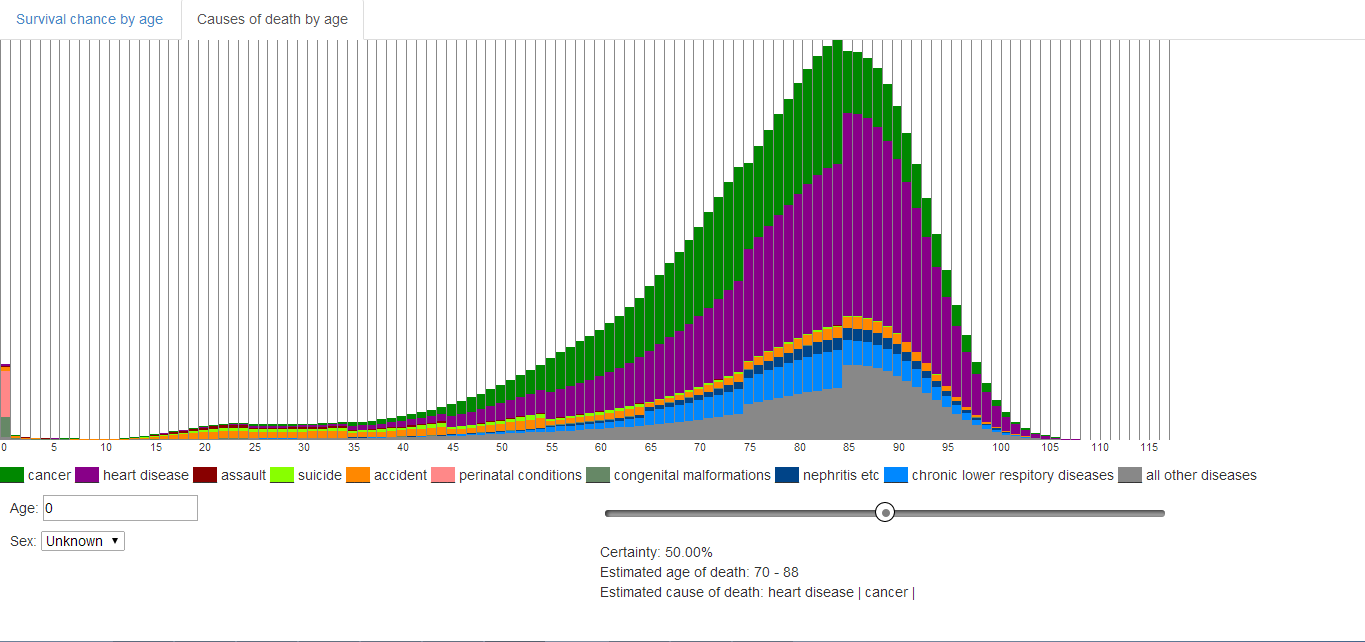 Survival chance by age Causes of death by age
0 5 10 15 20 25 30 35 40 45 50 55 60 65 70 75 80 85 90 95 100 105 110 115
cancer heart disease assault suicide accident perinatal conditions congenital malformations nephritis etc chronic lower respitory diseases all other diseases
Age: 0
Sex: Unknown
Certainty: 50.00%
Estimated age of death: 70 - 88
Estimated cause of death: heart disease | cancer |